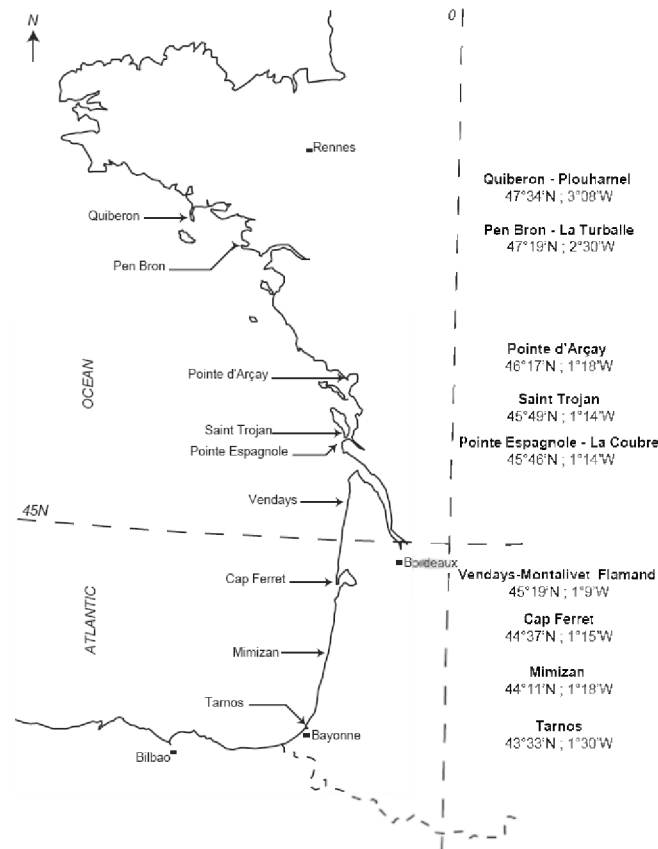 N
0
Rennes
Quiberon - Plouharnel
47°34'N ; 3°08'W
Quiberon
Pen Bron - La Turballe
47°19'N ; 2°30'W
Pen Bron
OCEAN
Pointe d'Arçay
46°17'N ; 1°18'W
Pointe d'Arçay
Saint Trojan
45°49'N ; 1°14'W
Saint Trojan
Pointe Espagnole
Pointe Espagnole - La Coubre
45°46'N ; 1°14'W
Vendays
45N
Bordeaux
Vendays-Montalivet Flamand
45°19'N ; 1°9'W
Cap Ferret
ATLANTIC
Cap Ferret
44°37'N ; 1°15'W
Mimizan
Mimizan
44°11'N ; 1°18'W
Tarnos
Tarnos
43°33'N ; 1°30'W
Bayonne
Bilbao